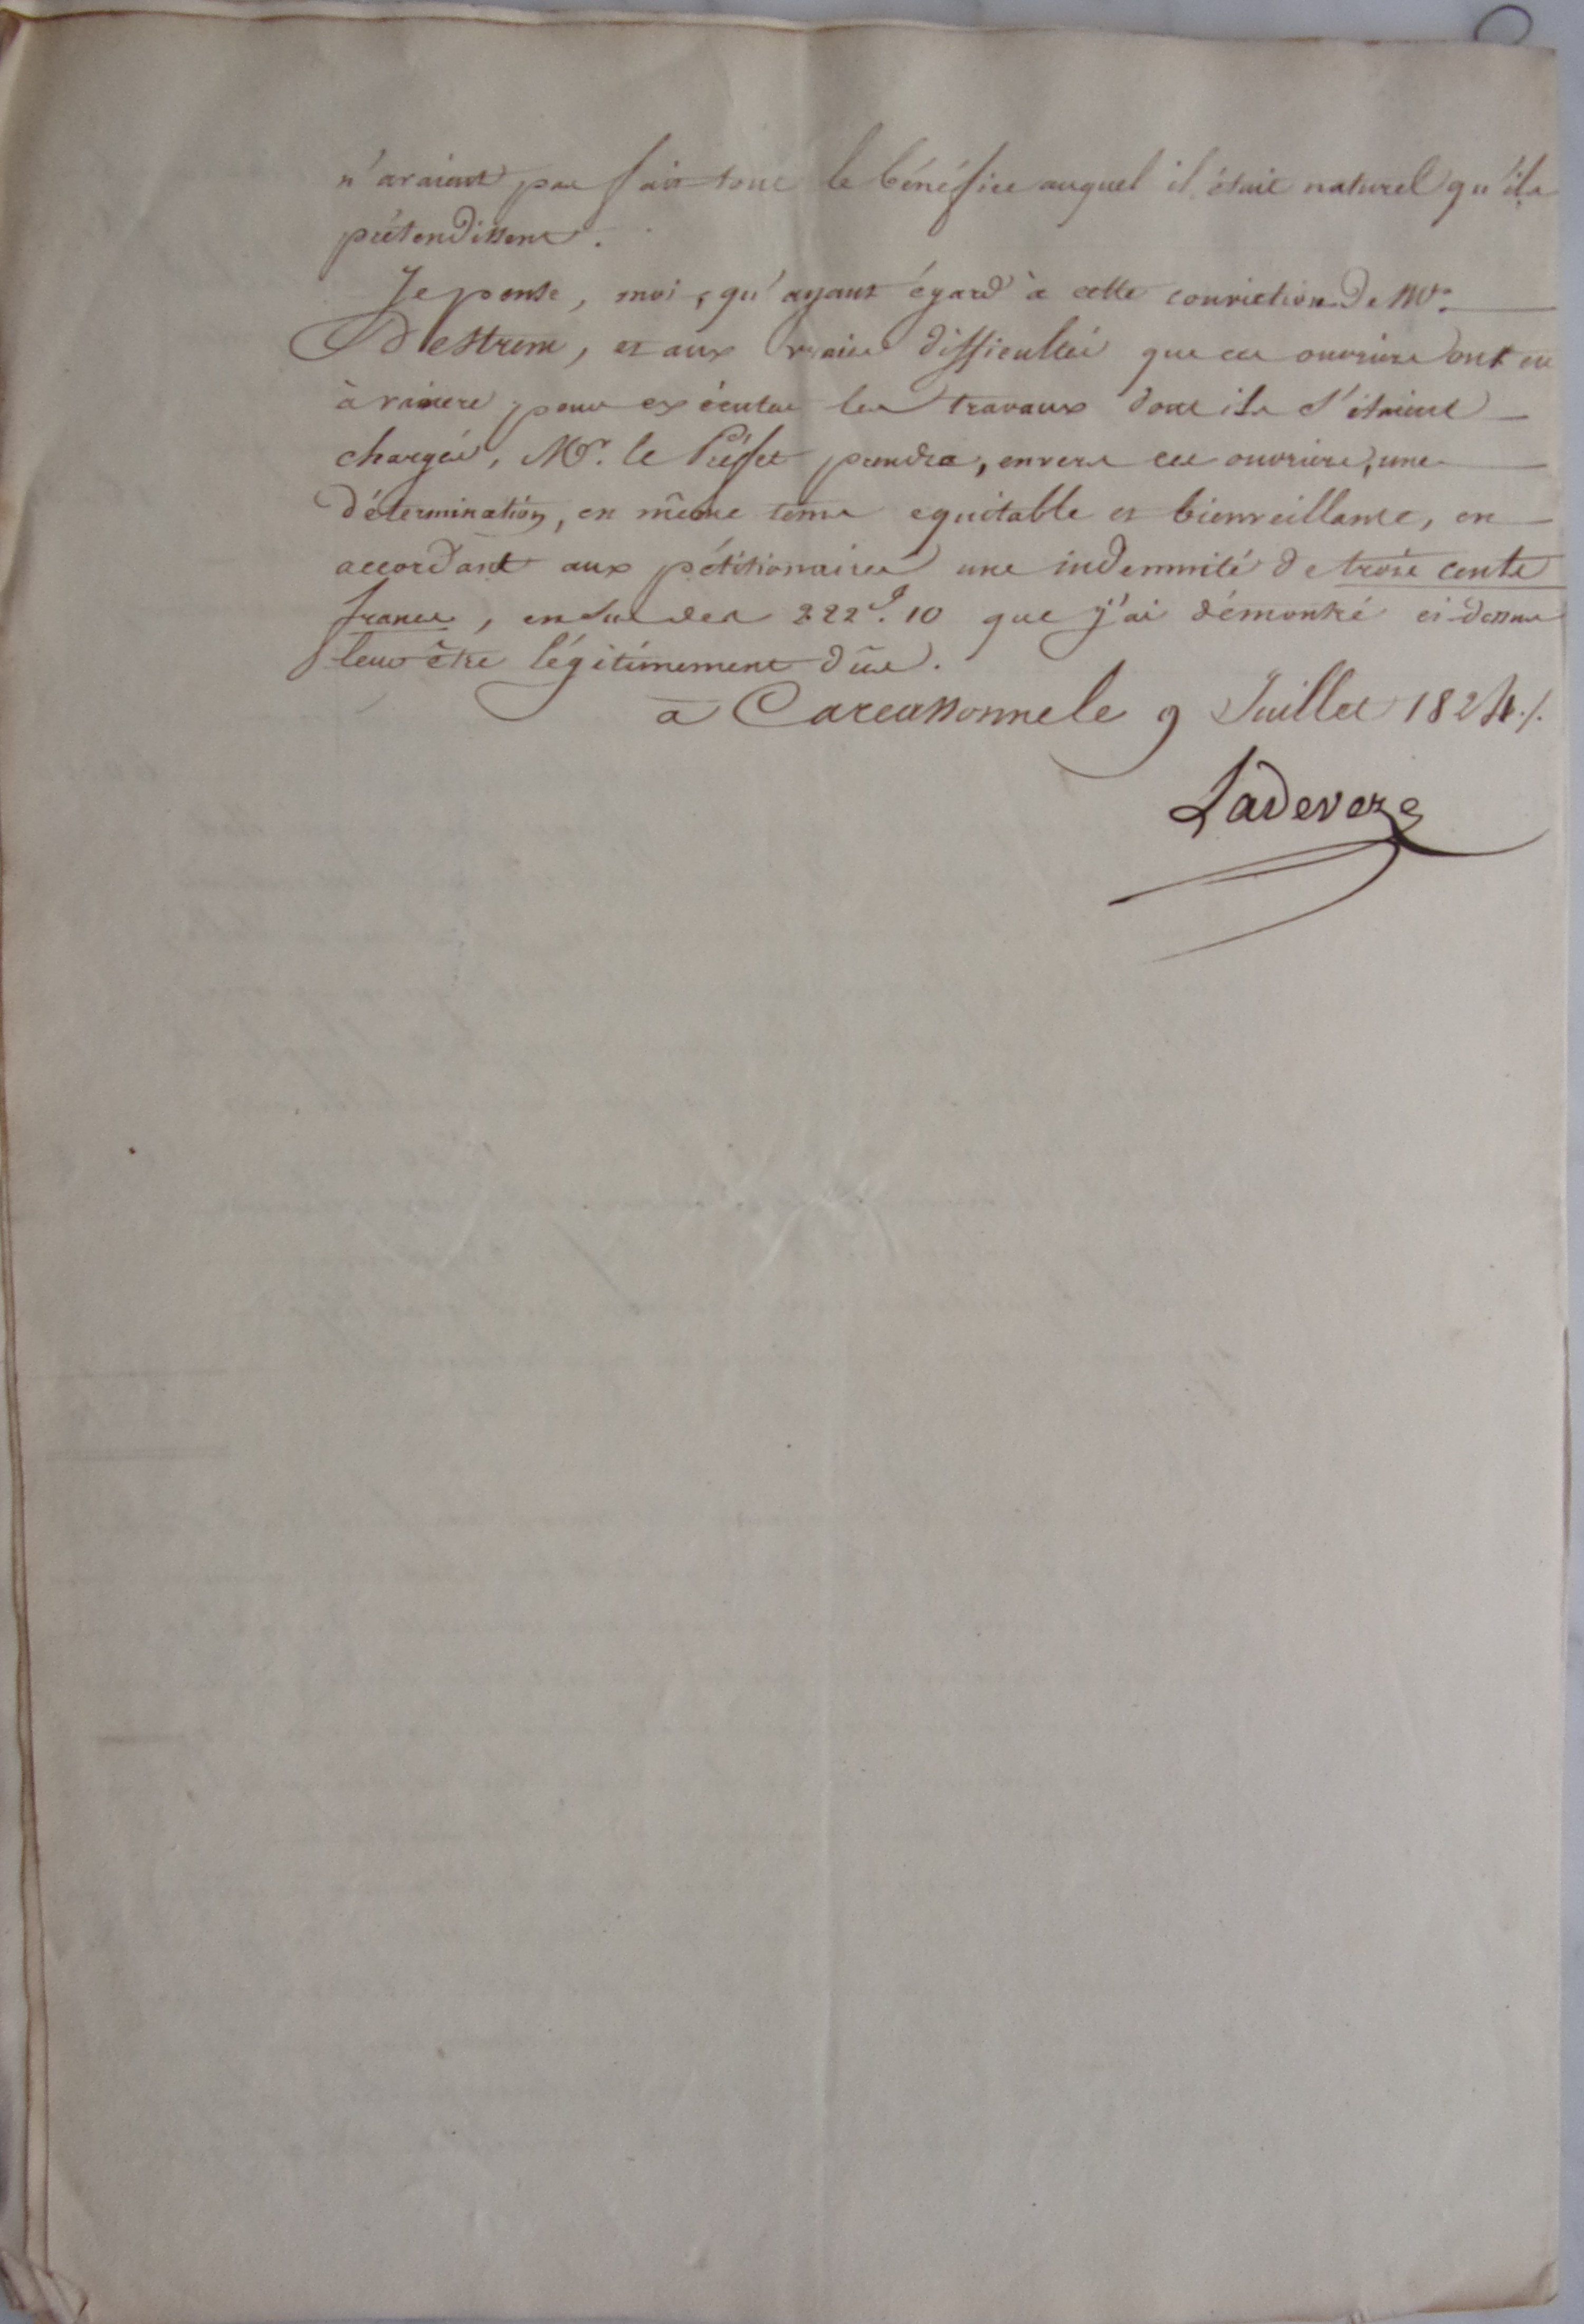 n'avaient pas fait tout le bénéfice auquel il était naturel qu'ils
prétendissent.
Je pense, moi, qu'ayant égard à cette conviction de Mr.
Destrem, et aux vraies difficultés que ces ouvriers ont eu
à vaincre pour exécuter les travaux dont ils s'étaient
chargés, Mr. le Préfet prendra, envers ces ouvriers, une
détermination, en même tems equitable et bienveillante, en
accordant aux pétitionnaires une indemnité de trois cents
francs, en sus des 222f. 10 que j'ai démontré ci-dessus
leur être légitimement dûs.
à Carcassonne le 9 Juillet 1824./.
Ladeveze